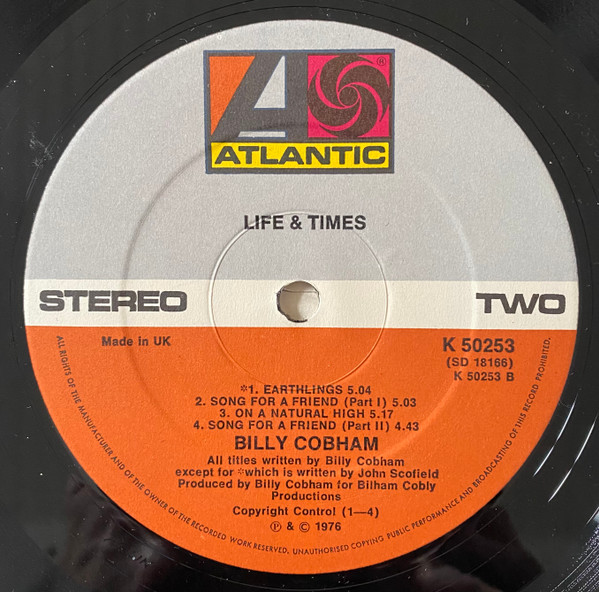 ®
ATLANTIC
LIFE & TIMES
STEREO
TWO
Made in UK
K 50253
(SD 18166)
K 50253 B
*1. EARTHLINGS 5.04
2. SONG FOR A FRIEND (Part I) 5.03
3. ON A NATURAL HIGH 5.17
4. SONG FOR A FRIEND (Part II) 4.43
BILLY COBHAM
All titles written by Billy Cobham
except for *which is written by John Scofield
Produced by Billy Cobham for Bilham Cobly
Productions
Copyright Control (1—4)
℗ & © 1976
ALL RIGHTS OF THE MANUFACTURER AND OF THE OWNER OF THE RECORDED WORK RESERVED. UNAUTHORISED COPYING PUBLIC PERFORMANCE AND BROADCASTING OF THIS RECORD PROHIBITED.